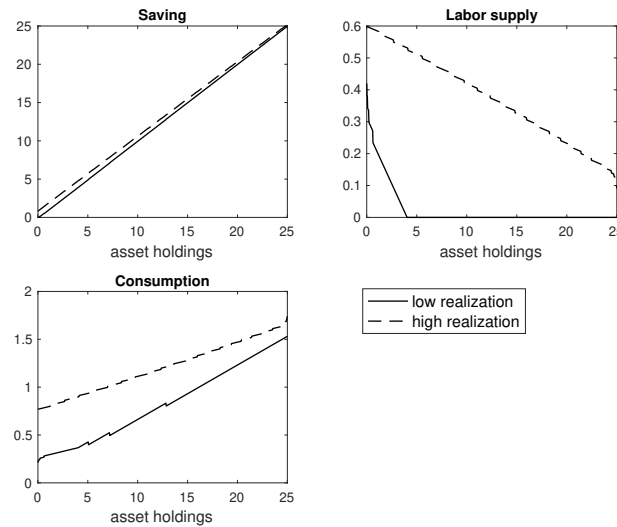 Saving
25
20
15
10
5
0
0 5 10 15 20 25
asset holdings
Labor supply
0.6
0.5
0.4
0.3
0.2
0.1
0
0 5 10 15 20 25
asset holdings
Consumption
2
1.5
1
0.5
0
0 5 10 15 20 25
asset holdings
low realization
high realization